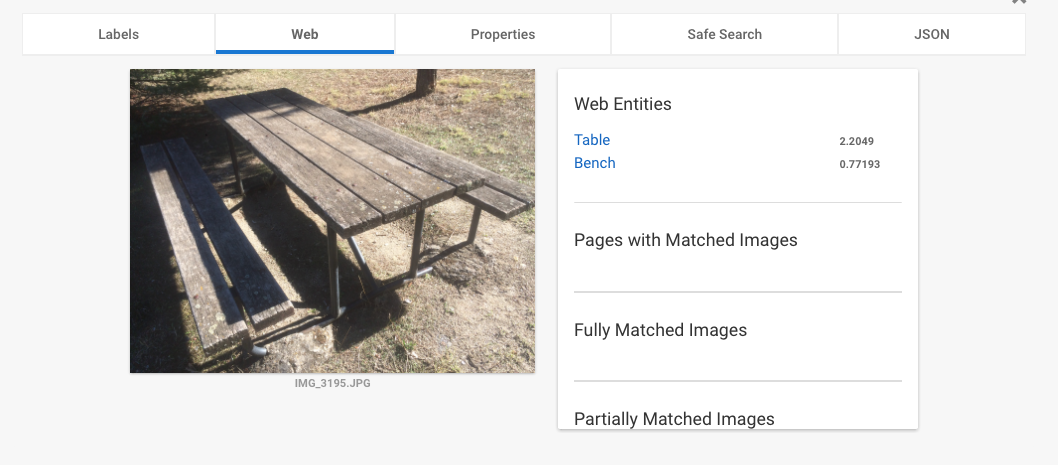 Labels
Web
Properties
Safe Search
JSON
Web Entities
Table 2.2049
Bench 0.77193
Pages with Matched Images
Fully Matched Images
Partially Matched Images
IMG_3195.JPG